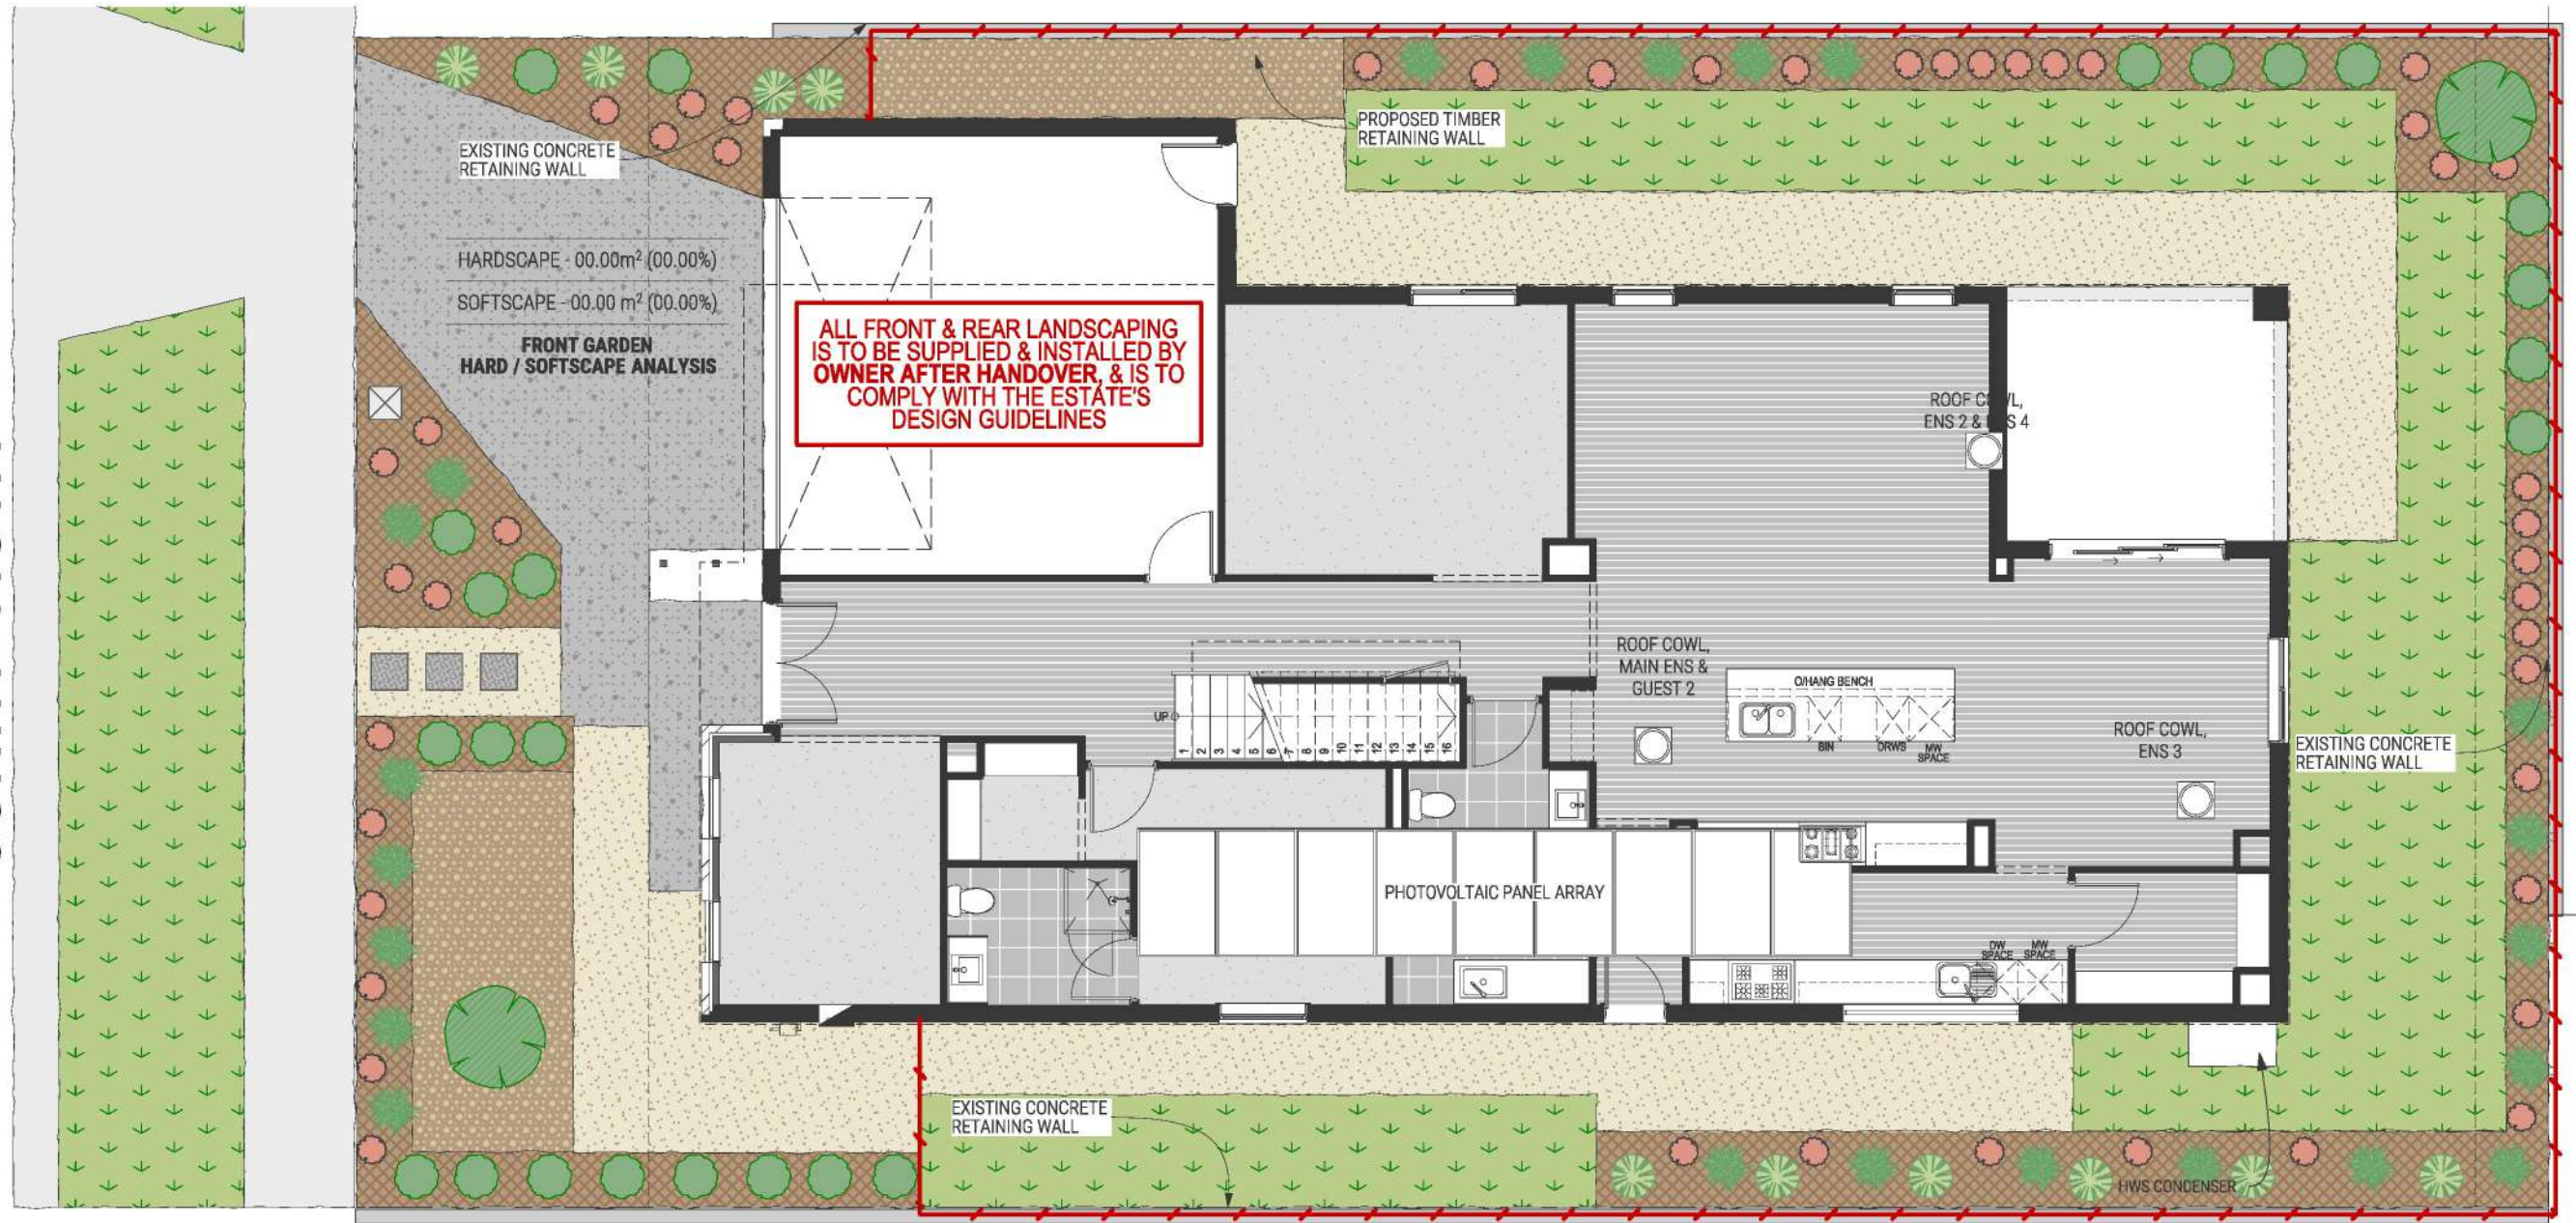 EXISTING CONCRETE
RETAINING WALL
PROPOSED TIMBER
RETAINING WALL
HARDSCAPE - 00.00m² (00.00%)
SOFTSCAPE - 00.00 m² (00.00%)
FRONT GARDEN
HARD / SOFTSCAPE ANALYSIS
ALL FRONT & REAR LANDSCAPING
IS TO BE SUPPLIED & INSTALLED BY
OWNER AFTER HANDOVER, & IS TO
COMPLY WITH THE ESTATE'S
DESIGN GUIDELINES
ROOF
ENS 2 &
ROOF COWL,
MAIN ENS &
GUEST 2
O/HANG BENCH
BIN
DRWS
MW
SPACE
ROOF COWL,
ENS 3
EXISTING CONCRETE
RETAINING WALL
UP
1 2 3 4 5 6 7 8 9 10 11 12 13 14 15 16
PHOTOVOLTAIC PANEL ARRAY
DW
SPACE
MW
SPACE
EXISTING CONCRETE
RETAINING WALL
HWS CONDENSER